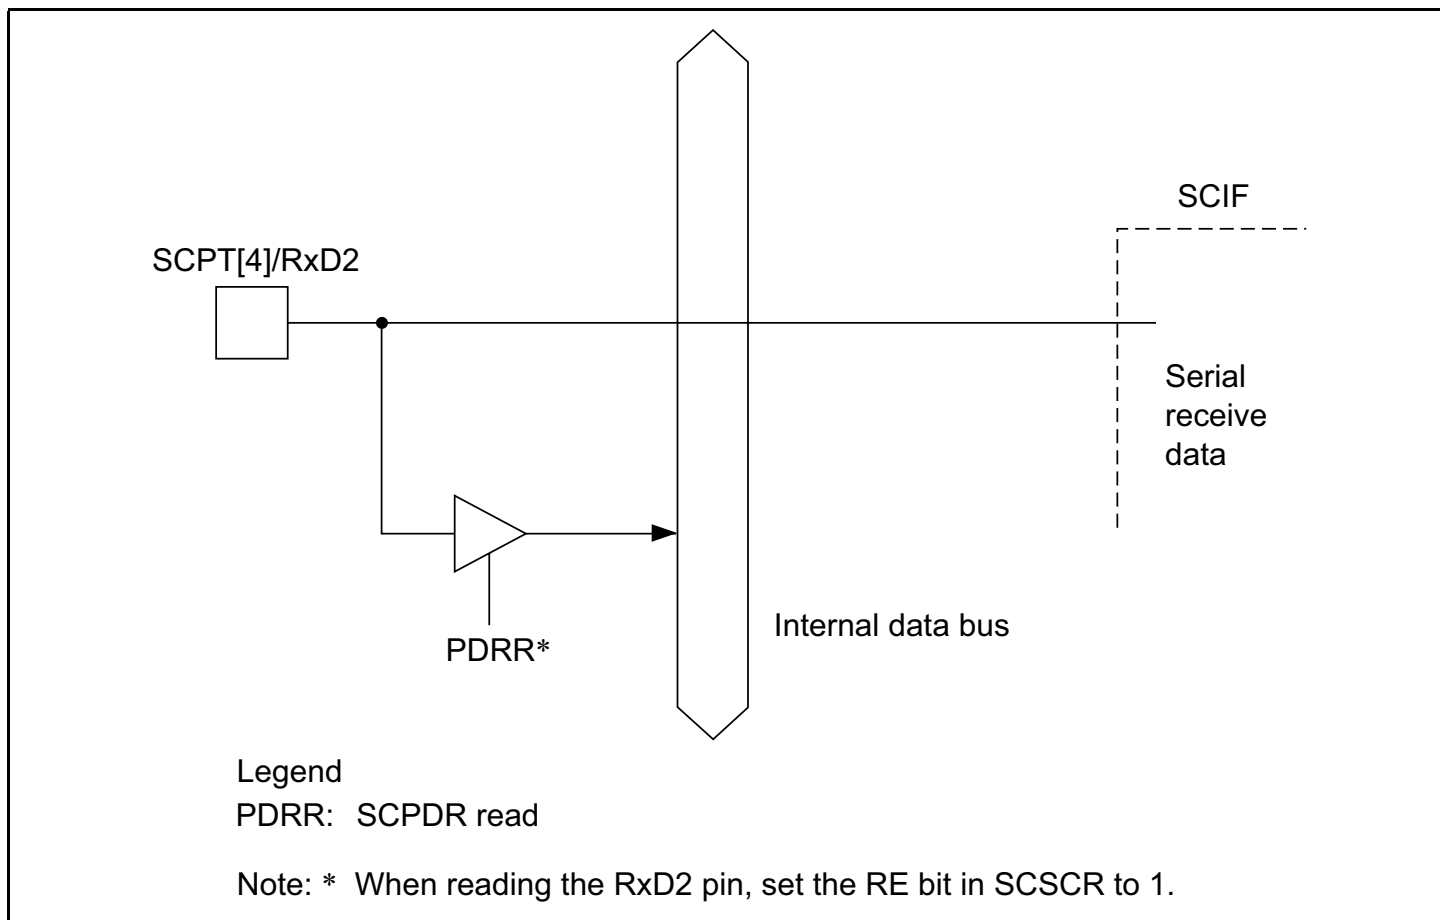 SCIF
SCPT[4]/RxD2
Serial
receive
data
Internal data bus
PDRR*
Legend
PDRR: SCPDR read
Note: * When reading the RxD2 pin, set the RE bit in SCSCR to 1.